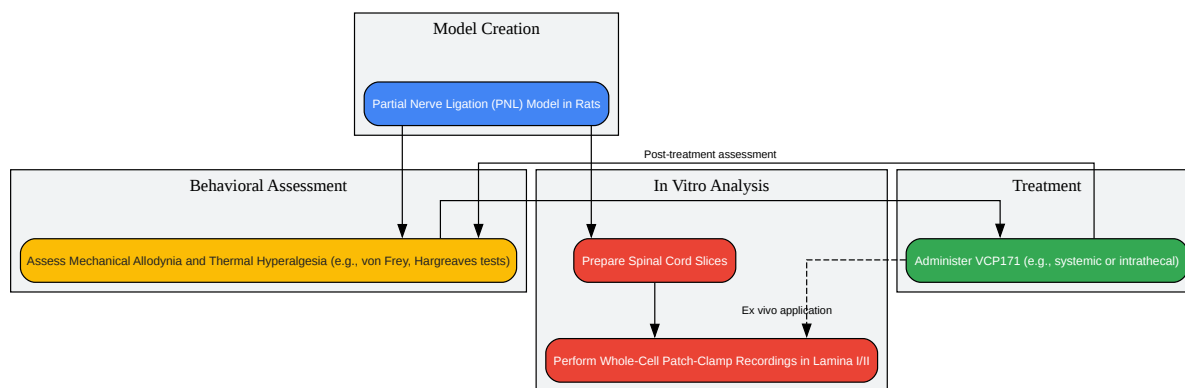 Model Creation
Partial Nerve Ligation (PNL) Model in Rats
Post-treatment assessment
Behavioral Assessment
In Vitro Analysis
Treatment
Assess Mechanical Allodynia and Thermal Hyperalgesia (e.g., von Frey, Hargreaves tests)
Prepare Spinal Cord Slices
Administer VCP171 (e.g., systemic or intrathecal)
Ex vivo application
Perform Whole-Cell Patch-Clamp Recordings in Lamina I/II